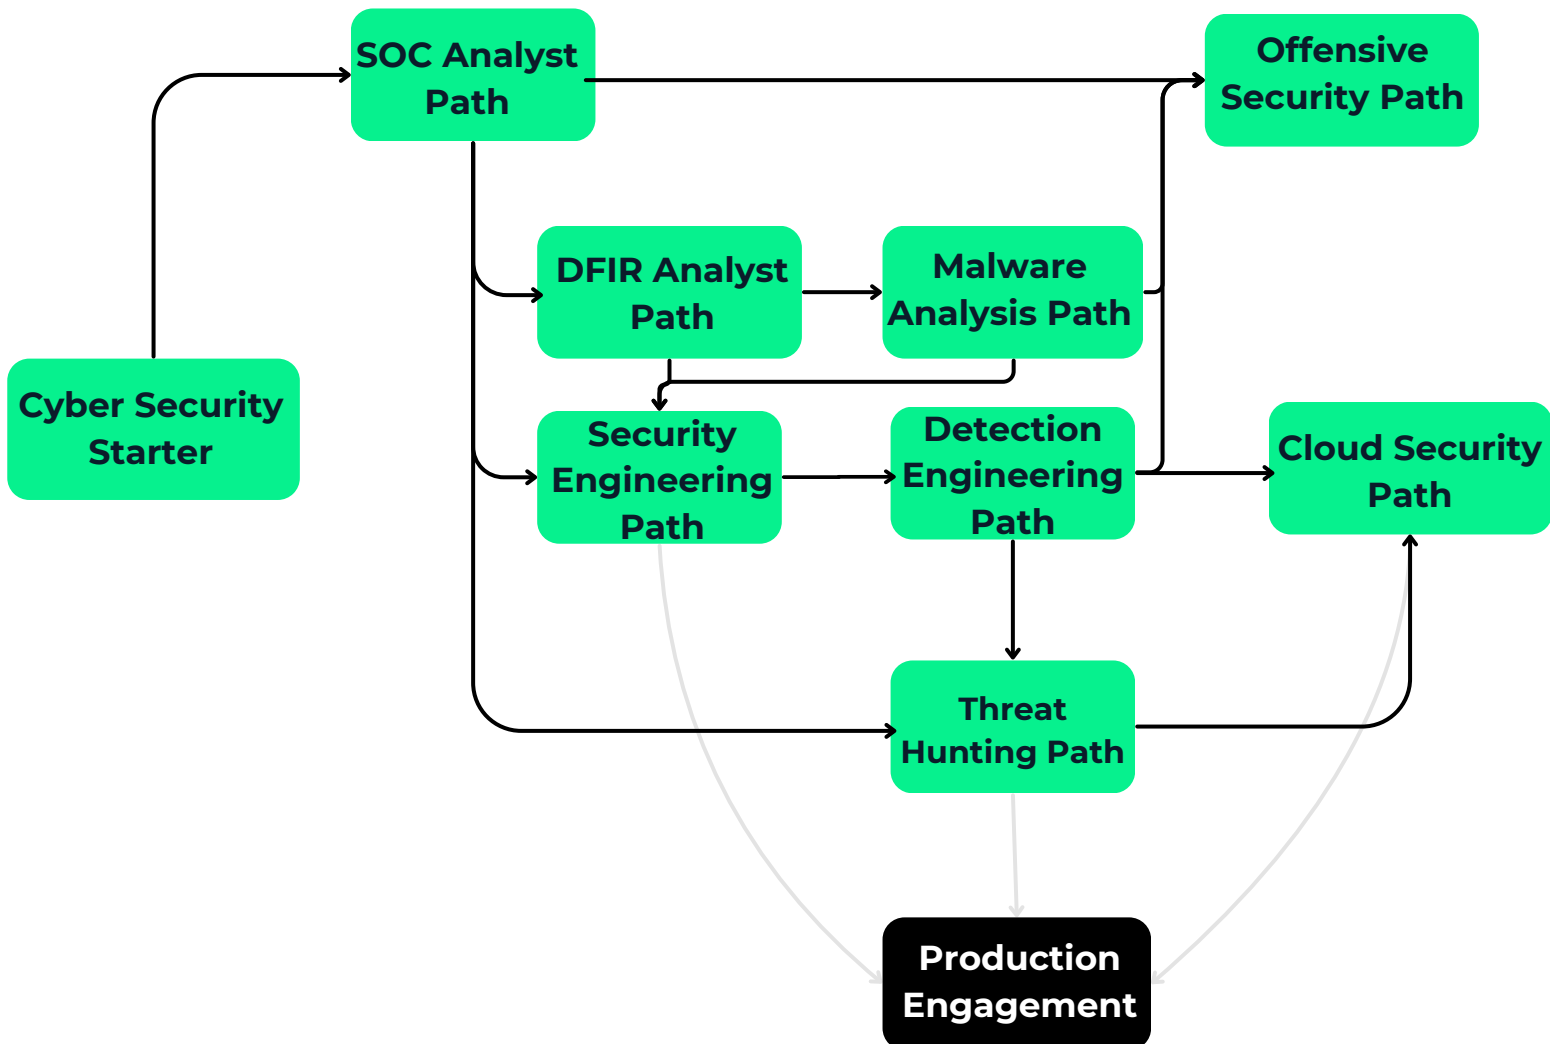 SOC Analyst
Path
Offensive
Security Path
DFIR Analyst
Path
Malware
Analysis Path
Cyber Security
Starter
Security
Engineering
Path
Detection
Engineering
Path
Cloud Security
Path
Threat
Hunting Path
Production
Engagement